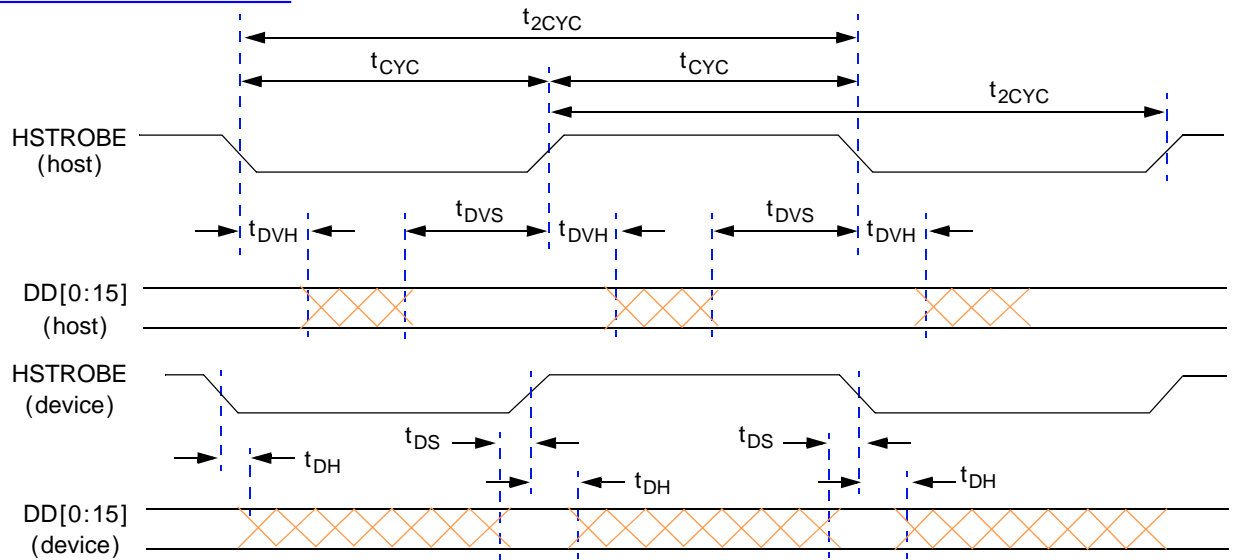 t2CYC
tCYC tCYC
t2CYC
HSTROBE
(host)
tDVH tDVS tDVH tDVS tDVH
DD[0:15]
(host)
HSTROBE
(device)
tDS tDS
tDH tDH tDH
DD[0:15]
(device)